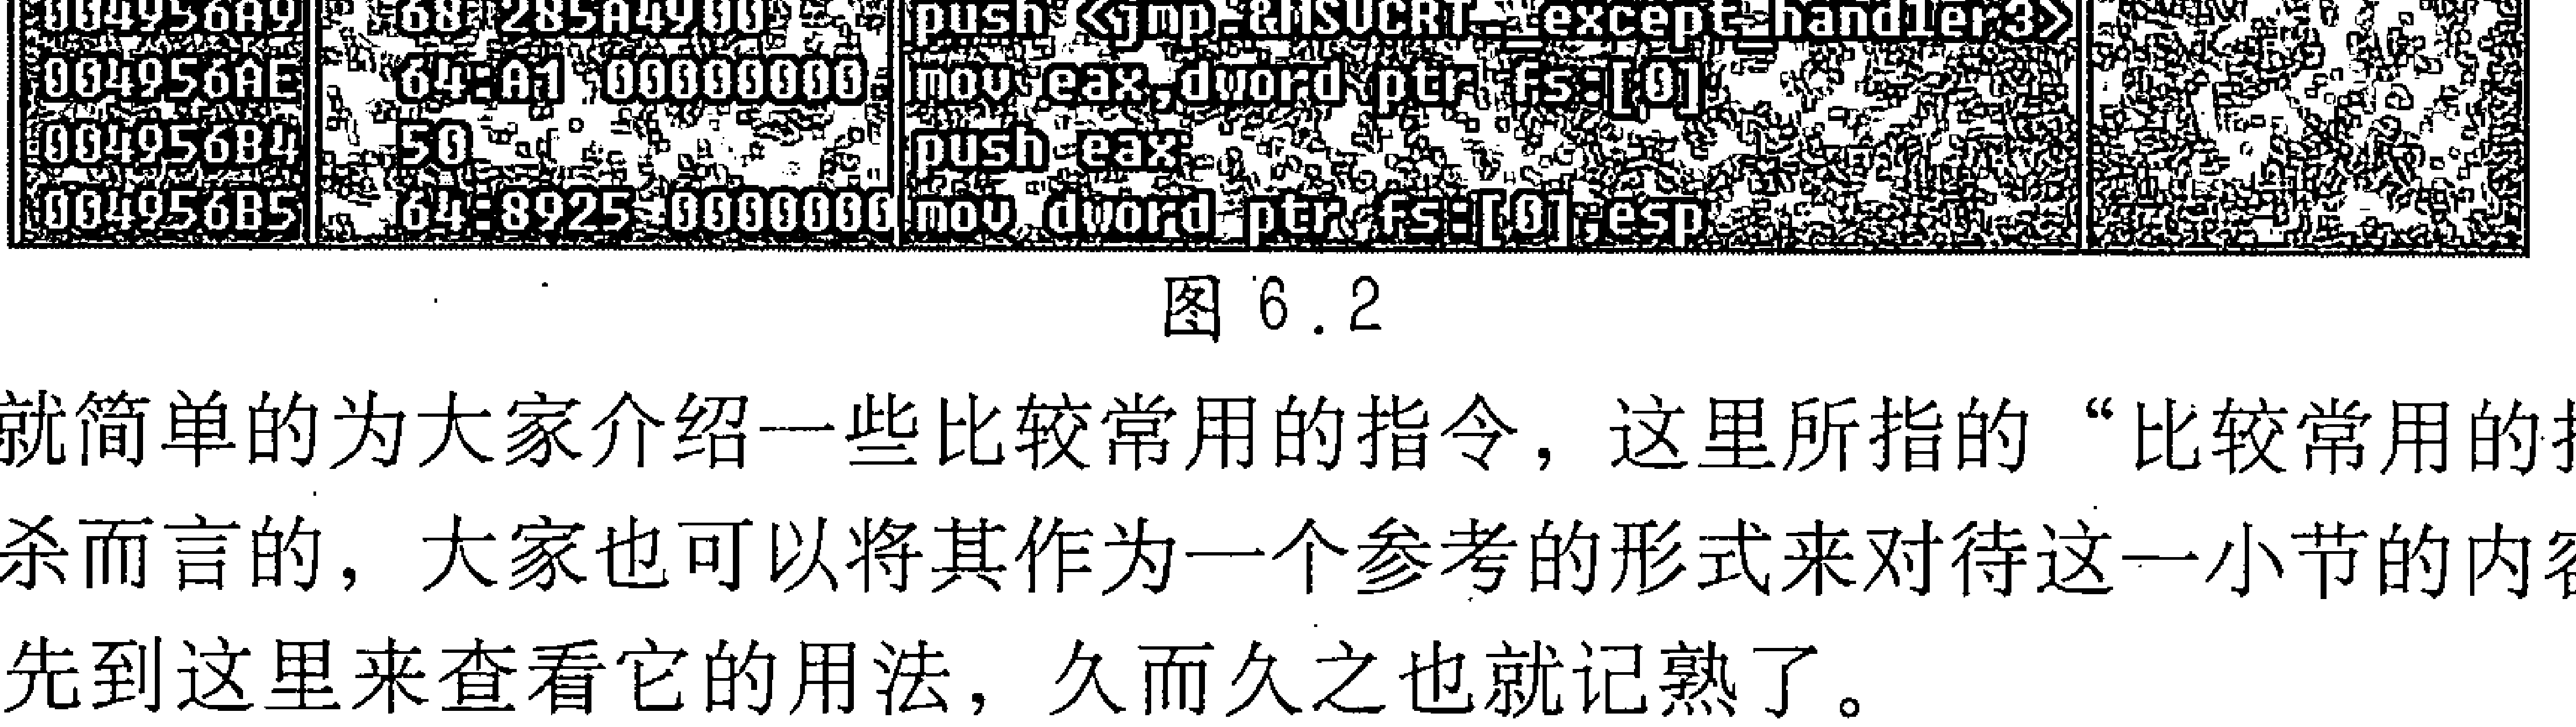 004956A9 68 285A4900 push <jmp.&MSVCRT._except_handler3>
004956AE 64:A1 00000000 mov eax,dword ptr fs:[0]
004956B4 50 push eax
004956B5 64:8925 0000000 mov dword ptr fs:[0],esp
图 6.2
就简单的为大家介绍一些比较常用的指令，这里所指的“比较常用的
杀而言的，大家也可以将其作为一个参考的形式来对待这一小节的内
先到这里来查看它的用法，久而久之也就记熟了。